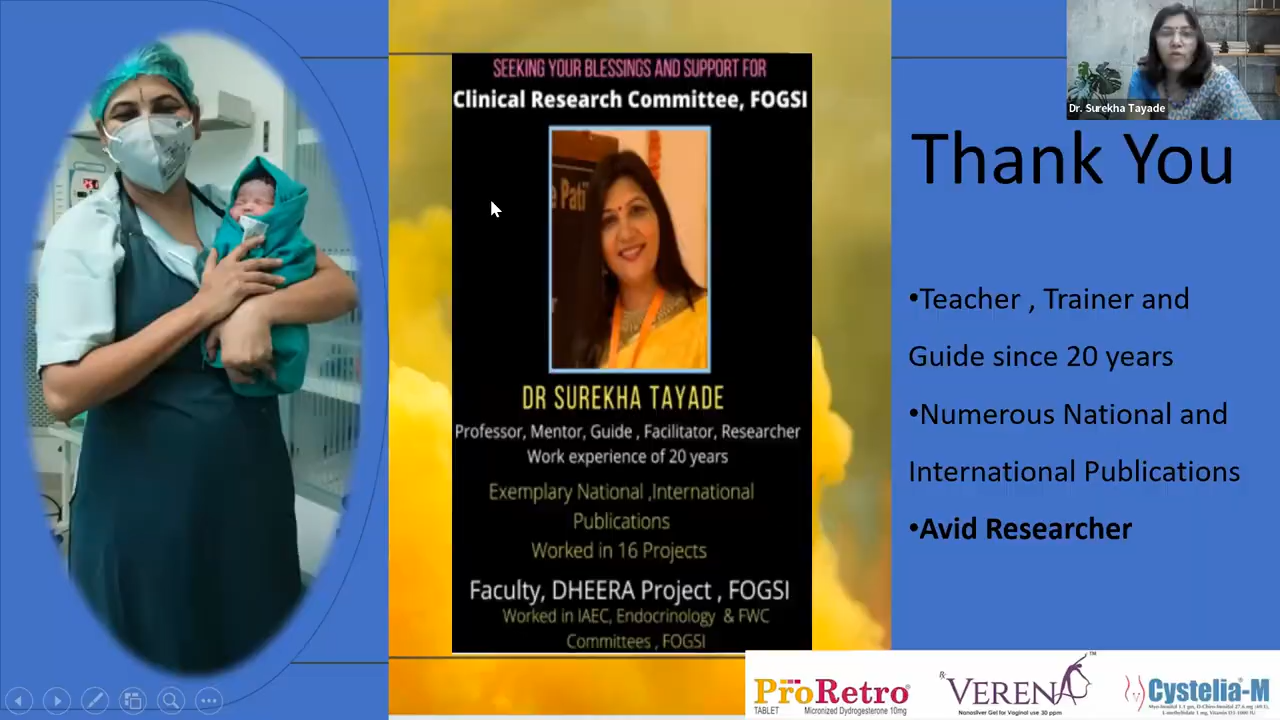 SEEKING YOUR BLESSINGS AND SUPPORT FOR
Clinical Research Committee, FOGSI
e Pati
DR SUREKHA TAYADE
Professor, Mentor, Guide , Facilitator, Researcher
Work experience of 20 years
Exemplary National ,International
Publications
Worked in 16 Projects
Faculty, DHEERA Project , FOGSI
Worked in IAEC, Endocrinology & FWC
Committees , FOGSI
Dr. Surekha Tayade
Thank You
•Teacher , Trainer and
Guide since 20 years
•Numerous National and
International Publications
•Avid Researcher
ProRetro
TABLET Micronized Dydrogesterone 10mg
VERENA
Nanosilver Gel for Vaginal use 30 ppm
Cystelia-M